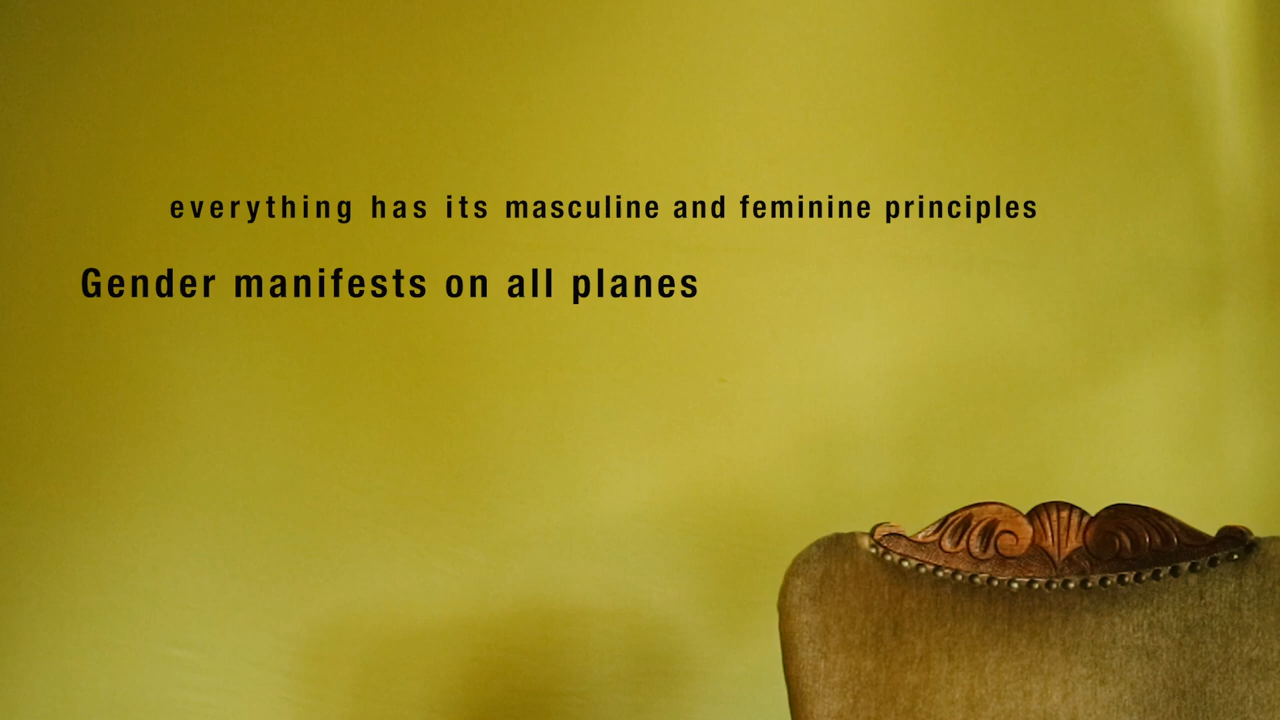 everything has its masculine and feminine principles
Gender manifests on all planes